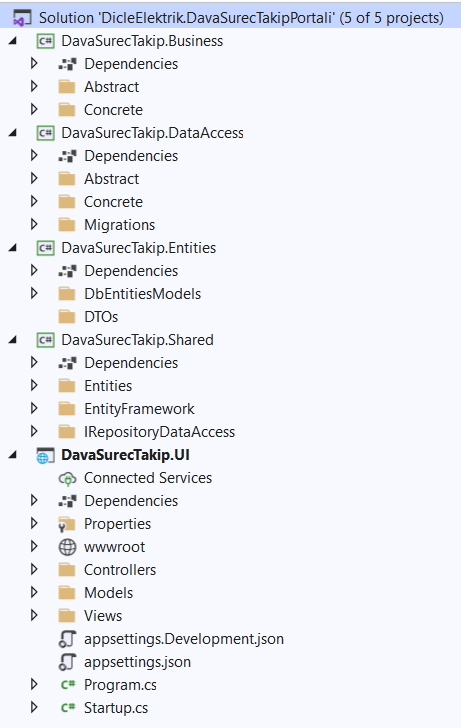 Solution 'DicleElektrik.DavaSurecTakipPortali' (5 of 5 projects)
C# DavaSurecTakip.Business
Dependencies
Abstract
Concrete
C# DavaSurecTakip.DataAccess
Dependencies
Abstract
Concrete
Migrations
C# DavaSurecTakip.Entities
Dependencies
DbEntitiesModels
DTOs
C# DavaSurecTakip.Shared
Dependencies
Entities
EntityFramework
IRepositoryDataAccess
DavaSurecTakip.UI
Connected Services
Dependencies
Properties
wwwroot
Controllers
Models
Views
appsettings.Development.json
appsettings.json
C# Program.cs
C# Startup.cs